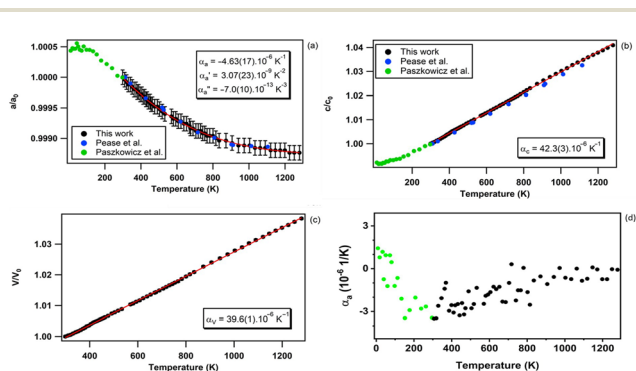 (a)
1.0005
1.0000
0.9995
0.9990
a/a0
αa = -4.63(17).10-6 K-1
αa' = 3.07(23).10-9 K-2
αa" = -7.0(10).10-13 K-3
This work
Pease et al.
Paszkowicz et al.
200 400 600 800 1000 1200
Temperature (K)
(b)
1.04
1.03
1.02
1.01
1.00
c/c0
This work
Pease et al.
Paszkowicz et al.
αc = 42.3(3).10-6 K-1
200 400 600 800 1000 1200
Temperature (K)
(c)
1.03
1.02
1.01
1.00
V/V0
αV = 39.6(1).10-6 K-1
400 600 800 1000 1200
Temperature (K)
(d)
0
-3
αa (10-6 1/K)
0 200 400 600 800 1000 1200
Temperature (K)